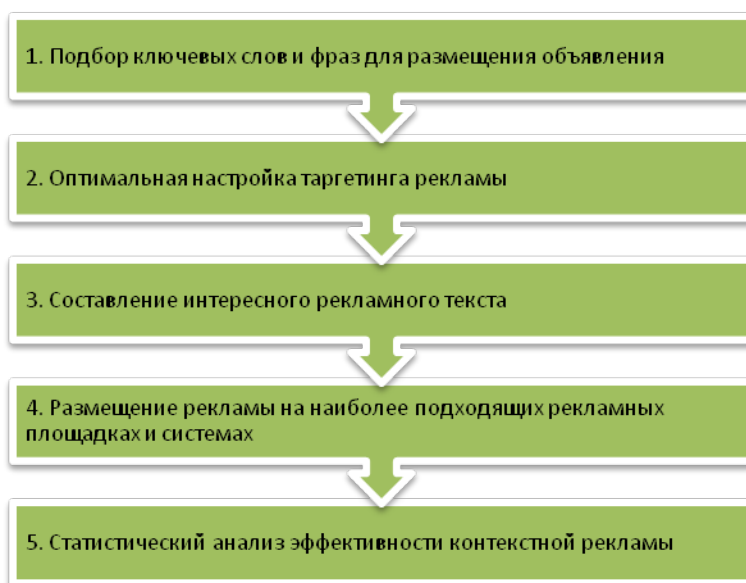 1. Подбор ключевых слов и фраз для размещения объявления
2. Оптимальная настройка таргетинга рекламы
3. Составление интересного рекламного текста
4. Размещение рекламы на наиболее подходящих рекламных
площадках и системах
5. Статистический анализ эффективности контекстной рекламы